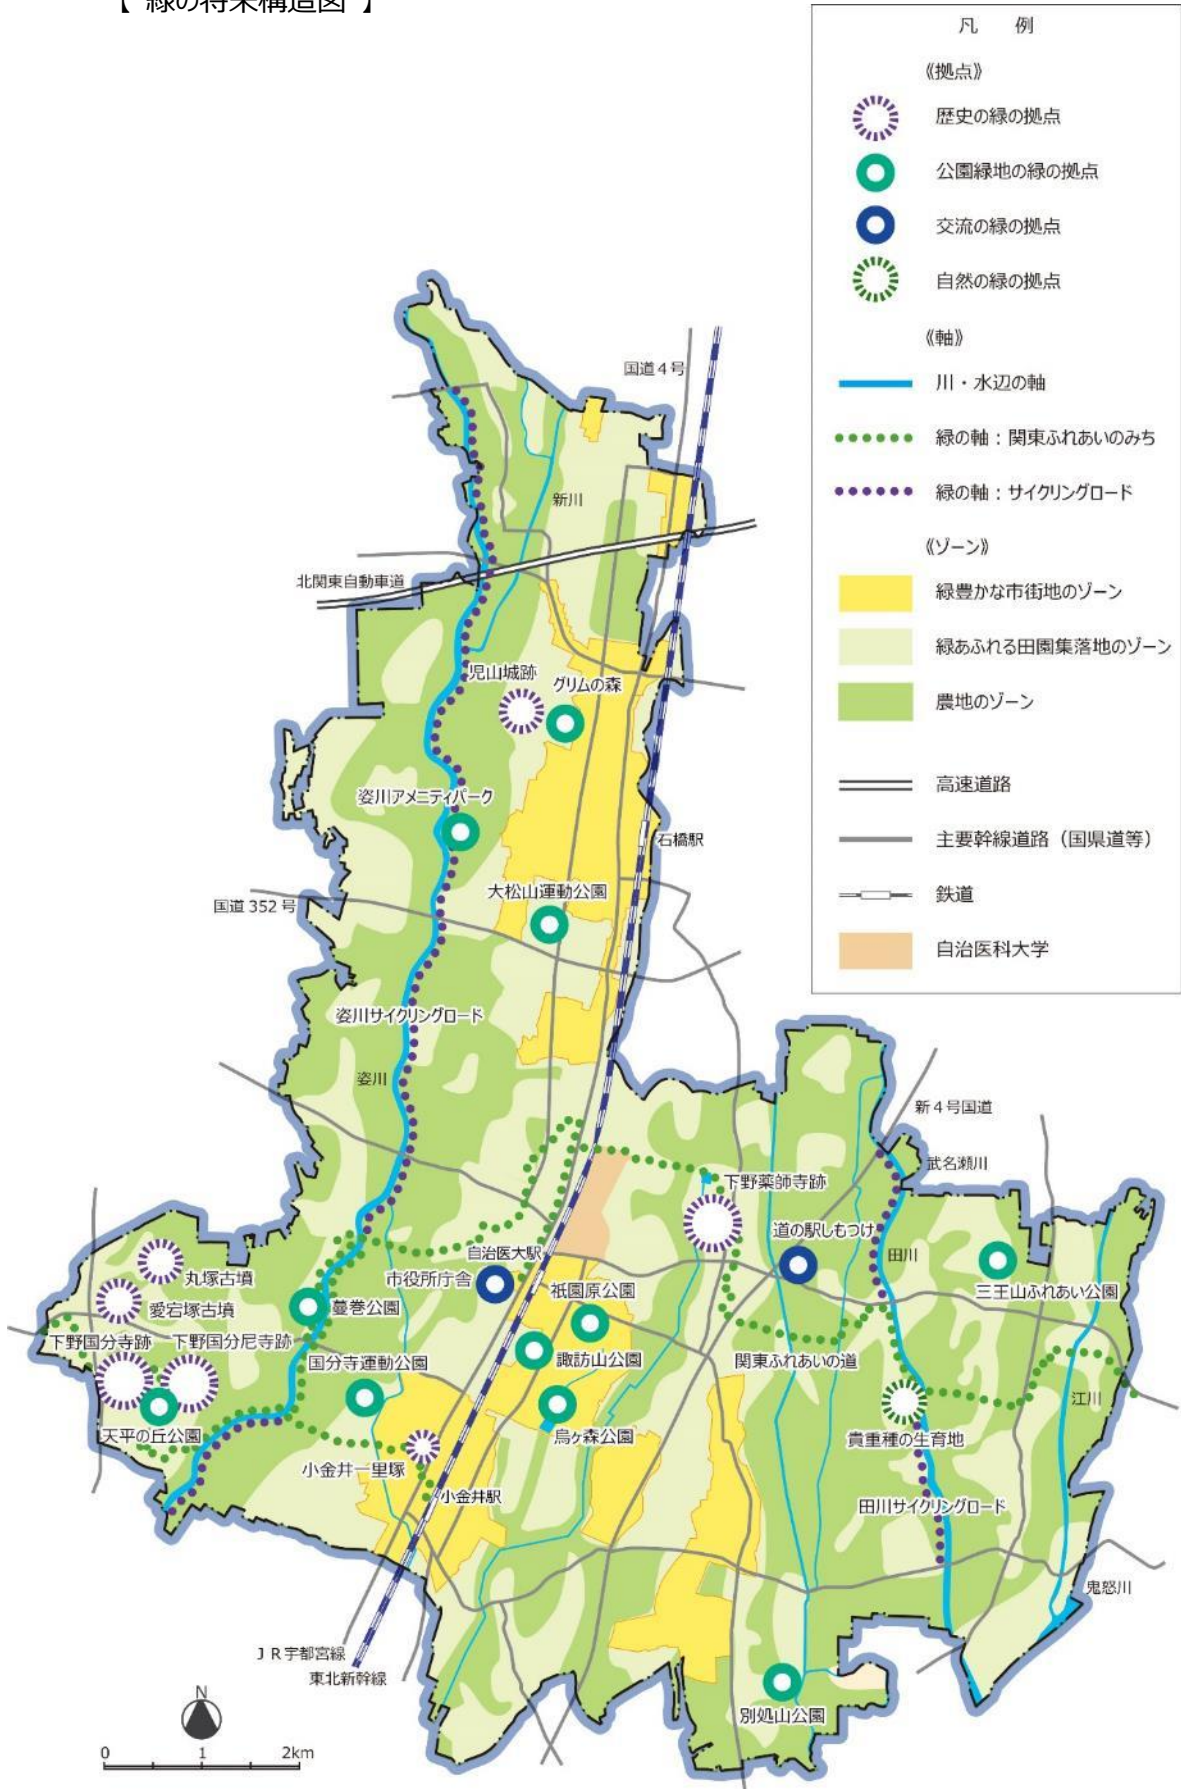 【 緑の将来構造図 】
凡 例
《拠点》
歴史の緑の拠点
公園緑地の緑の拠点
交流の緑の拠点
自然の緑の拠点
《軸》
川・水辺の軸
緑の軸：関東ふれあいのみち
緑の軸：サイクリングロード
《ゾーン》
緑豊かな市街地のゾーン
緑あふれる田園集落地のゾーン
農地のゾーン
高速道路
主要幹線道路（国県道等）
鉄道
自治医科大学
国道４号
新川
北関東自動車道
児山城跡
グリムの森
姿川アメニティパーク
石橋駅
大松山運動公園
国道 352 号
姿川サイクリングロード
姿川
新４号国道
武名瀬川
下野薬師寺跡
道の駅しもつけ
田川
自治医大駅
市役所庁舎
祇園原公園
三王山ふれあい公園
丸塚古墳
愛宕塚古墳
蔓巻公園
下野国分寺跡
下野国分尼寺跡
国分寺運動公園
諏訪山公園
関東ふれあいの道
江川
天平の丘公園
烏ヶ森公園
貴重種の生育地
小金井一里塚
小金井駅
田川サイクリングロード
鬼怒川
ＪＲ宇都宮線
東北新幹線
別処山公園
N
0 1 2km